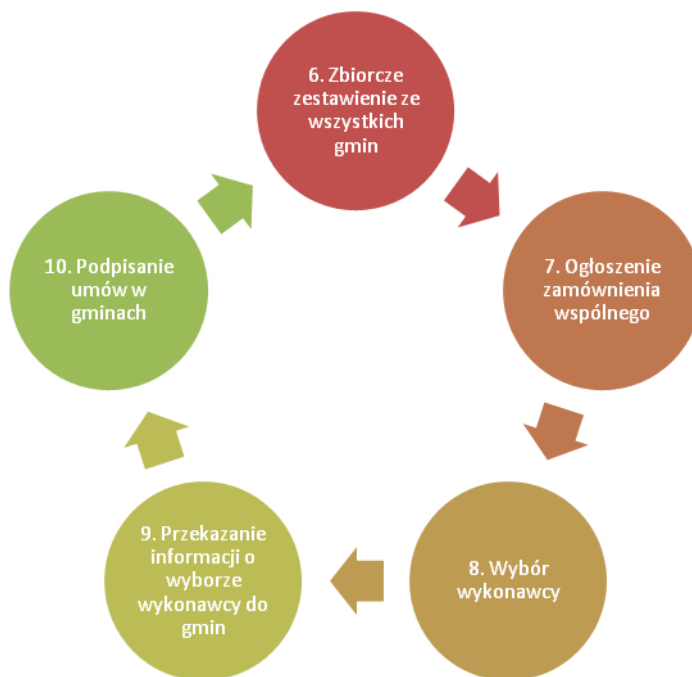 6. Zbiorcze
zestawienie ze
wszystkich
gmin
7. Ogłoszenie
zamównienia
wspólnego
8. Wybór
wykonawcy
9. Przekazanie
informacji o
wyborze
wykonawcy do
gmin
10. Podpisanie
umów w
gminach